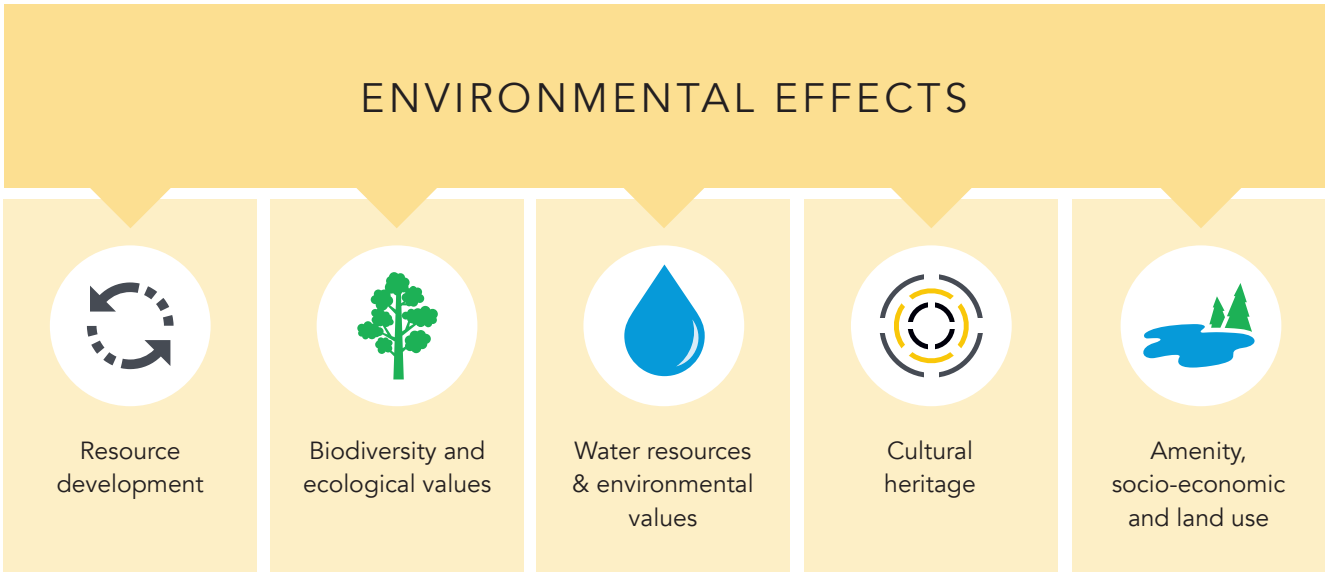 ENVIRONMENTAL EFFECTS
Resource
development
Biodiversity and
ecological values
Water resources
& environmental
values
Cultural
heritage
Amenity,
socio-economic
and land use